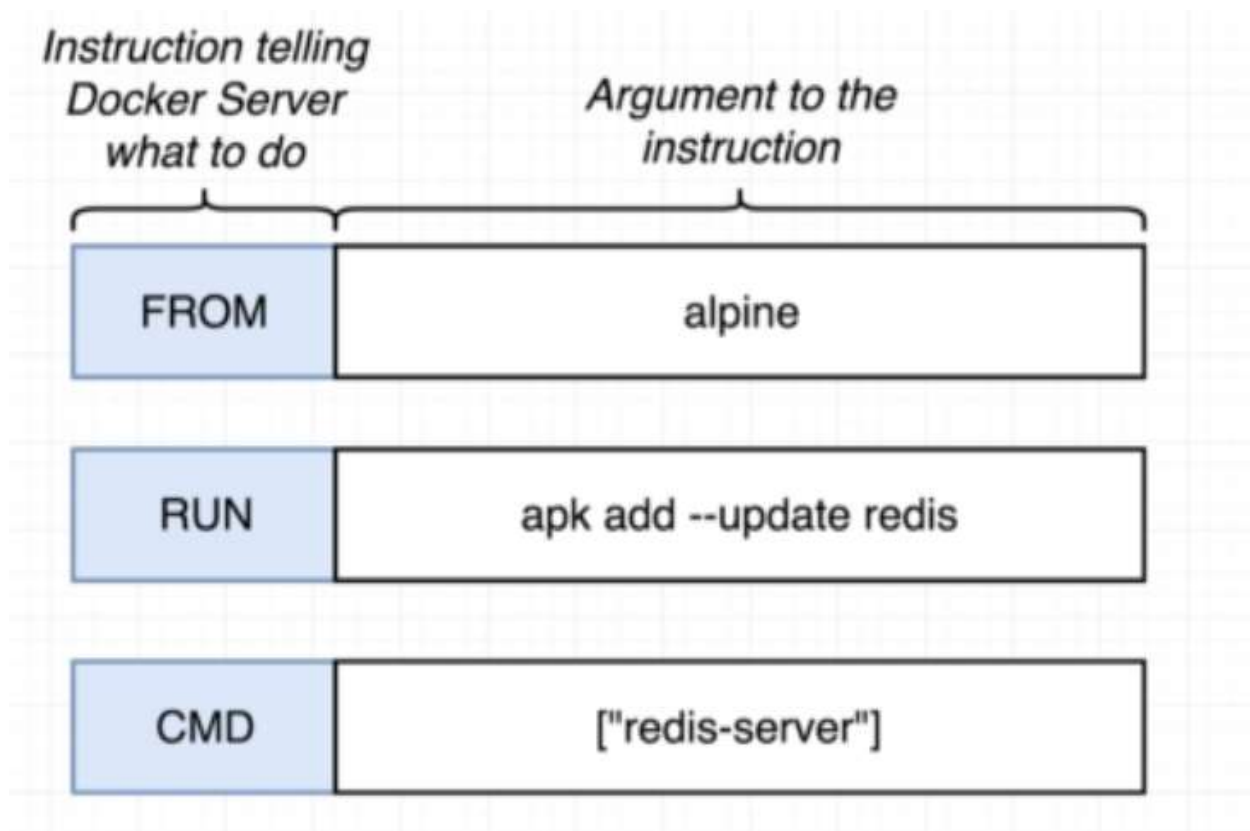 Instruction telling
Docker Server
what to do
Argument to the
instruction
FROM
alpine
RUN
apk add --update redis
CMD
["redis-server"]